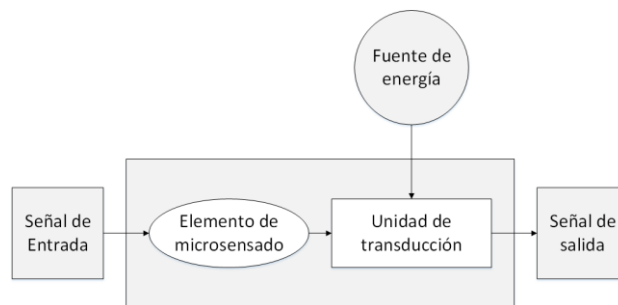 Fuente de
energía
Señal de
Entrada
Elemento de
microsensado
Unidad de
transducción
Señal de
salida